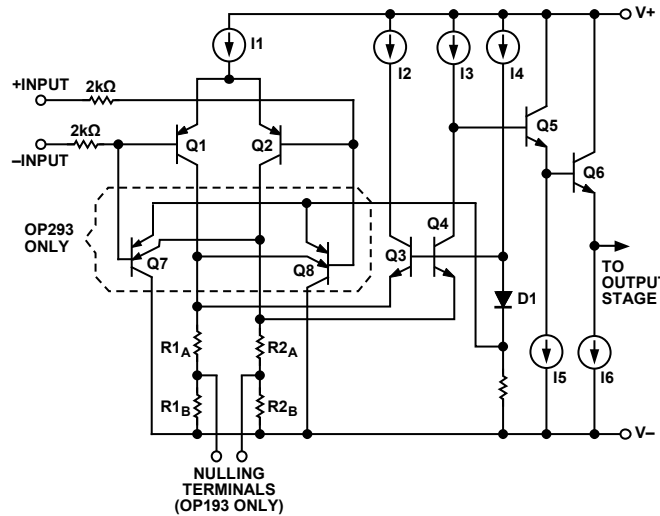 V+
I1
I2
I3
I4
+INPUT
2kΩ
2kΩ
–INPUT
Q1
Q2
Q5
Q6
OP293
ONLY
Q7
Q8
Q3
Q4
TO
OUTPUT
STAGE
D1
R1A
R2A
I5
I6
R1B
R2B
V–
NULLING
TERMINALS
(OP193 ONLY)